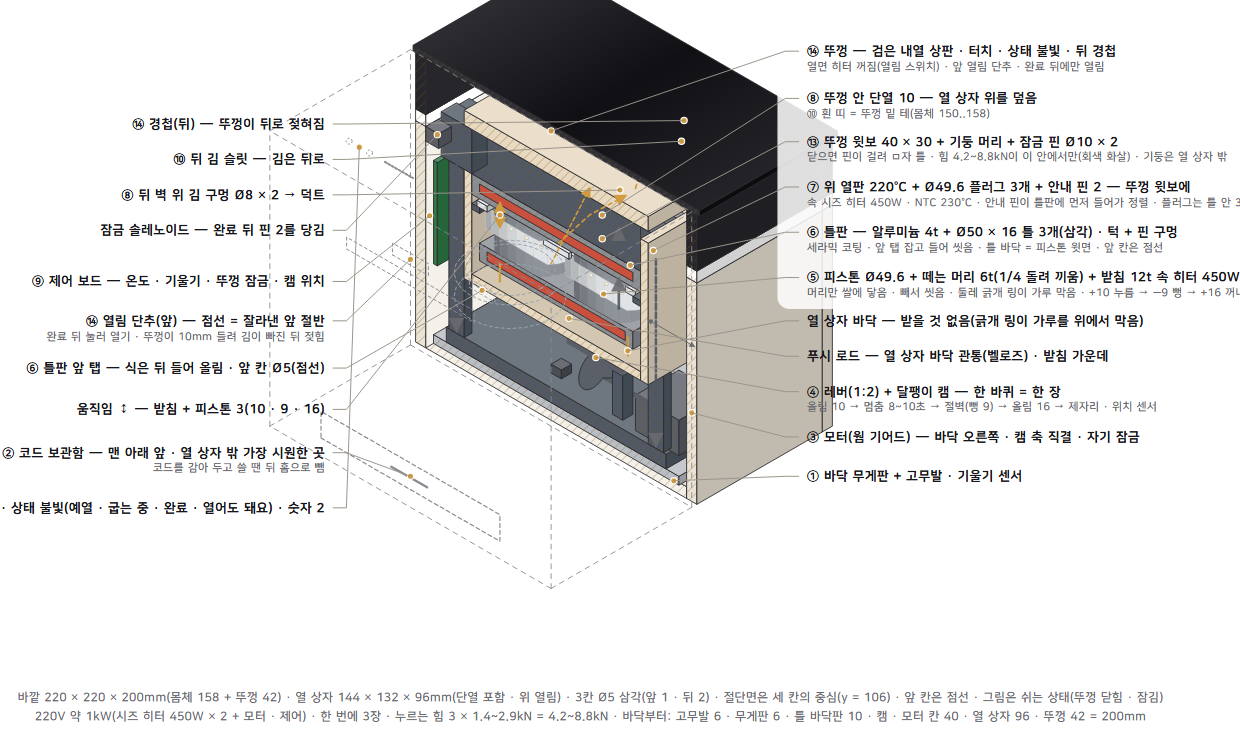 ⑭ 경첩(뒤) — 뚜껑이 뒤로 젖혀짐
⑩ 뒤 김 슬릿 — 김은 뒤로
⑧ 뒤 벽 위 김 구멍 Ø8 × 2 → 덕트
잠금 솔레노이드 — 완료 뒤 핀 2를 당김
⑨ 제어 보드 — 온도 · 기울기 · 뚜껑 잠금 · 캠 위치
⑭ 열림 단추(앞) — 점선 = 잘라낸 앞 절반
완료 뒤 눌러 열기 · 뚜껑이 10mm 들려 김이 빠진 뒤 젖힘
⑥ 틀판 앞 탭 — 식은 뒤 들어 올림 · 앞 칸 Ø5(점선)
움직임 ↕ — 받침 + 피스톤 3(10 · 9 · 16)
② 코드 보관함 — 맨 아래 앞 · 열 상자 밖 가장 시원한 곳
코드를 감아 두고 쓸 땐 뒤 홈으로 뺌
· 상태 불빛(예열 · 굽는 중 · 완료 · 열어도 돼요) · 숫자 2
⑭ 뚜껑 — 검은 내열 상판 · 터치 · 상태 불빛 · 뒤 경첩
열면 히터 꺼짐(열림 스위치) · 앞 열림 단추 · 완료 뒤에만 열림
⑧ 뚜껑 안 단열 10 — 열 상자 위를 덮음
⑩ 흰 띠 = 뚜껑 밑 테(몸체 150..158)
⑬ 뚜껑 윗보 40 × 30 + 기둥 머리 + 잠금 핀 Ø10 × 2
닫으면 핀이 걸려 ㅁ자 틀 · 힘 4,2~8,8kN이 이 안에서만(회색 화살) · 기둥은 열 상자 밖
⑦ 위 열판 220℃ + Ø49.6 플러그 3개 + 안내 핀 2 — 뚜껑 윗보에
속 시즈 히터 450W · NTC 230℃ · 안내 핀이 틀판에 먼저 들어가 정렬 · 플러그는 틀 안 3
⑥ 틀판 — 알루미늄 4t + Ø50 × 16 틀 3개(삼각) · 턱 + 핀 구멍
세라믹 코팅 · 앞 탭 잡고 들어 씻음 · 틀 바닥 = 피스톤 윗면 · 앞 칸은 점선
⑤ 피스톤 Ø49.6 + 떼는 머리 6t(1/4 돌려 끼움) + 받침 12t 속 히터 450W
머리만 쌀에 닿음 · 빼서 씻음 · 둘레 긁개 링이 가루 막음 · +10 누름 → −9 뻥 → +16 꺼내
열 상자 바닥 — 받을 것 없음(긁개 링이 가루를 위에서 막음)
푸시 로드 — 열 상자 바닥 관통(벨로즈) · 받침 가운데
④ 레버(1:2) + 달팽이 캠 — 한 바퀴 = 한 장
올림 10 → 멈춤 8~10초 → 절벽(뻥 9) → 올림 16 → 제자리 · 위치 센서
③ 모터(웜 기어드) — 바닥 오른쪽 · 캠 축 직결 · 자기 잠금
① 바닥 무게판 + 고무발 · 기울기 센서
바깥 220 × 220 × 200mm(몸체 158 + 뚜껑 42) · 열 상자 144 × 132 × 96mm(단열 포함 · 위 열림) · 3칸 Ø5 삼각(앞 1 · 뒤 2) · 절단면은 세 칸의 중심(y = 106) · 앞 칸은 점선 · 그림은 쉬는 상태(뚜껑 닫힘 · 잠김)
220V 약 1kW(시즈 히터 450W × 2 + 모터 · 제어) · 한 번에 3장 · 누르는 힘 3 × 1,4~2,9kN = 4,2~8,8kN · 바닥부터: 고무발 6 · 무게판 6 · 틀 바닥판 10 · 캠 · 모터 칸 40 · 열 상자 96 · 뚜껑 42 = 200mm